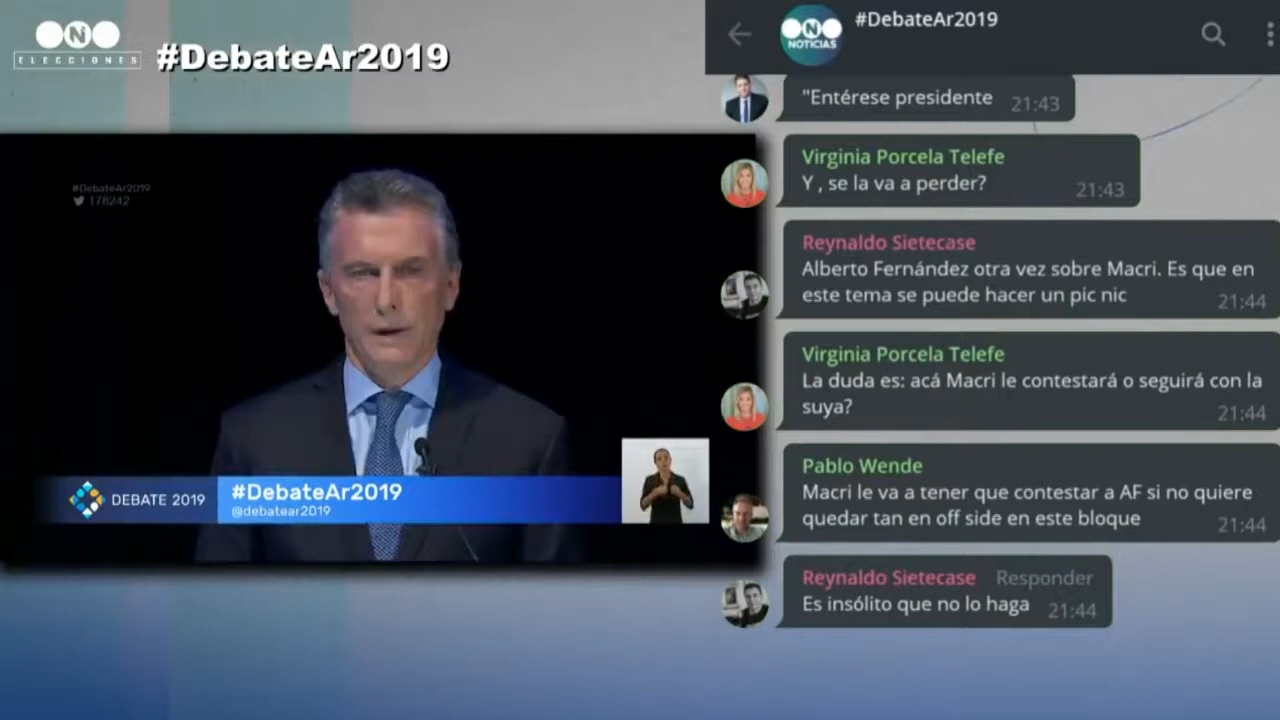 ELECCIONES
#DebateAr2019
#DebateAr2019
178242
DEBATE 2019
#DebateAr2019
@debatear2019
NOTICIAS
#DebateAr2019
"Entérese presidente 21:43
Virginia Porcela Telefe
Y , se la va a perder? 21:43
Reynaldo Sietecase
Alberto Fernández otra vez sobre Macri. Es que en
este tema se puede hacer un pic nic 21:44
Virginia Porcela Telefe
La duda es: acá Macri le contestará o seguirá con la
suya? 21:44
Pablo Wende
Macri le va a tener que contestar a AF si no quiere
quedar tan en off side en este bloque 21:44
Reynaldo Sietecase Responder
Es insólito que no lo haga 21:44